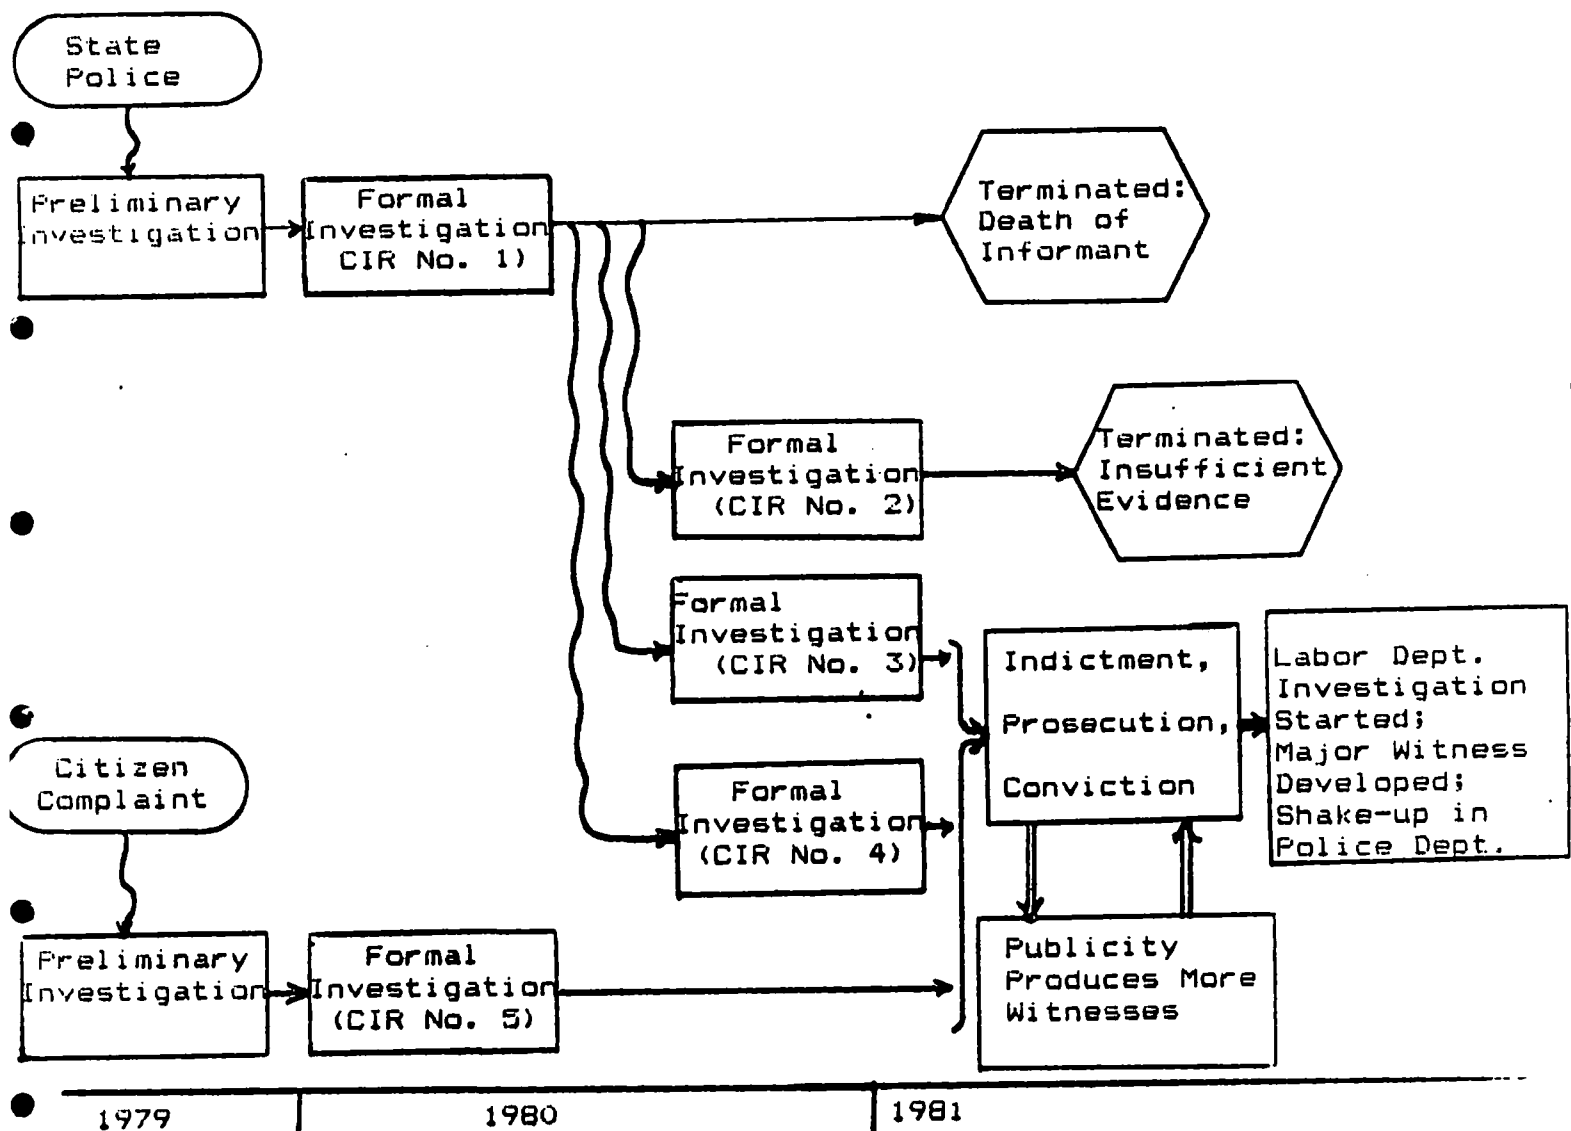 State
Police
Preliminary
Investigation
Formal
Investigation
CIR No. 1)
Terminated:
Death of
Informant
Formal
Investigation
(CIR No. 2)
Terminated:
Insufficient
Evidence
Formal
Investigation
(CIR No. 3)
Indictment,
Prosecution,
Conviction
Labor Dept.
Investigation
Started;
Major Witness
Developed;
Shake-up in
Police Dept.
Citizen
Complaint
Formal
Investigation
(CIR No. 4)
Preliminary
Investigation
Formal
Investigation
(CIR No. 5)
Publicity
Produces More
Witnesses
1979
1980
1981